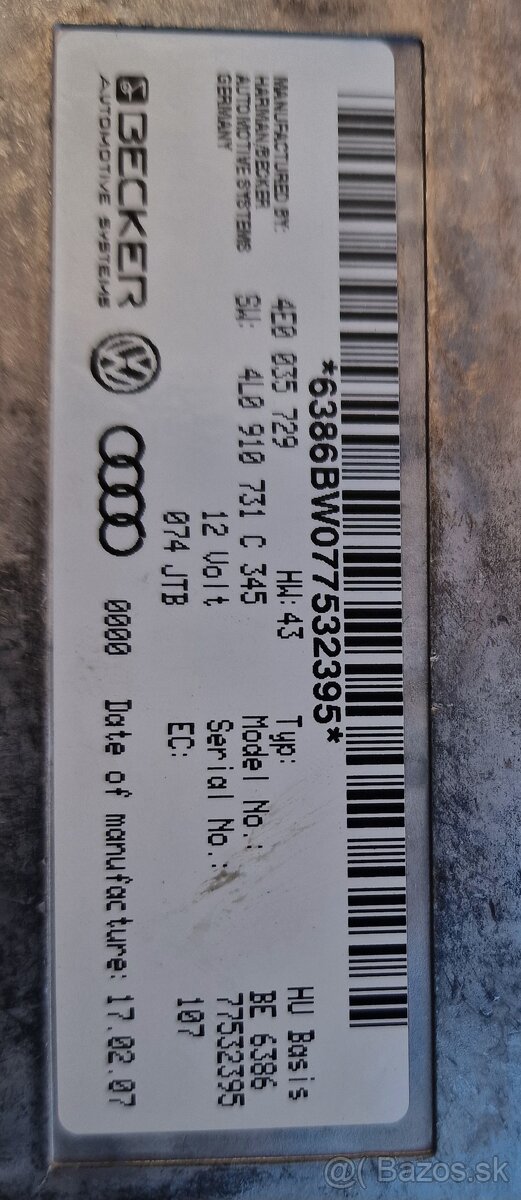 *6386BW077532395*
MANUFACTURED BY:
HARMAN/BECKER
AUTOMOTIVE SYSTEMS
GERMANY
4E0 035 729 HW: 43
SW: 4L0 910 731 C 345
12 Volt
074 JTB
Typ: HU Basis
Model No.: BE 6386
Serial No.: 77532395
EC: 107
BECKER
AUTOMOTIVE SYSTEMS
VW
0000 Date of manufacture: 17.02.07
@ Bazos.sk